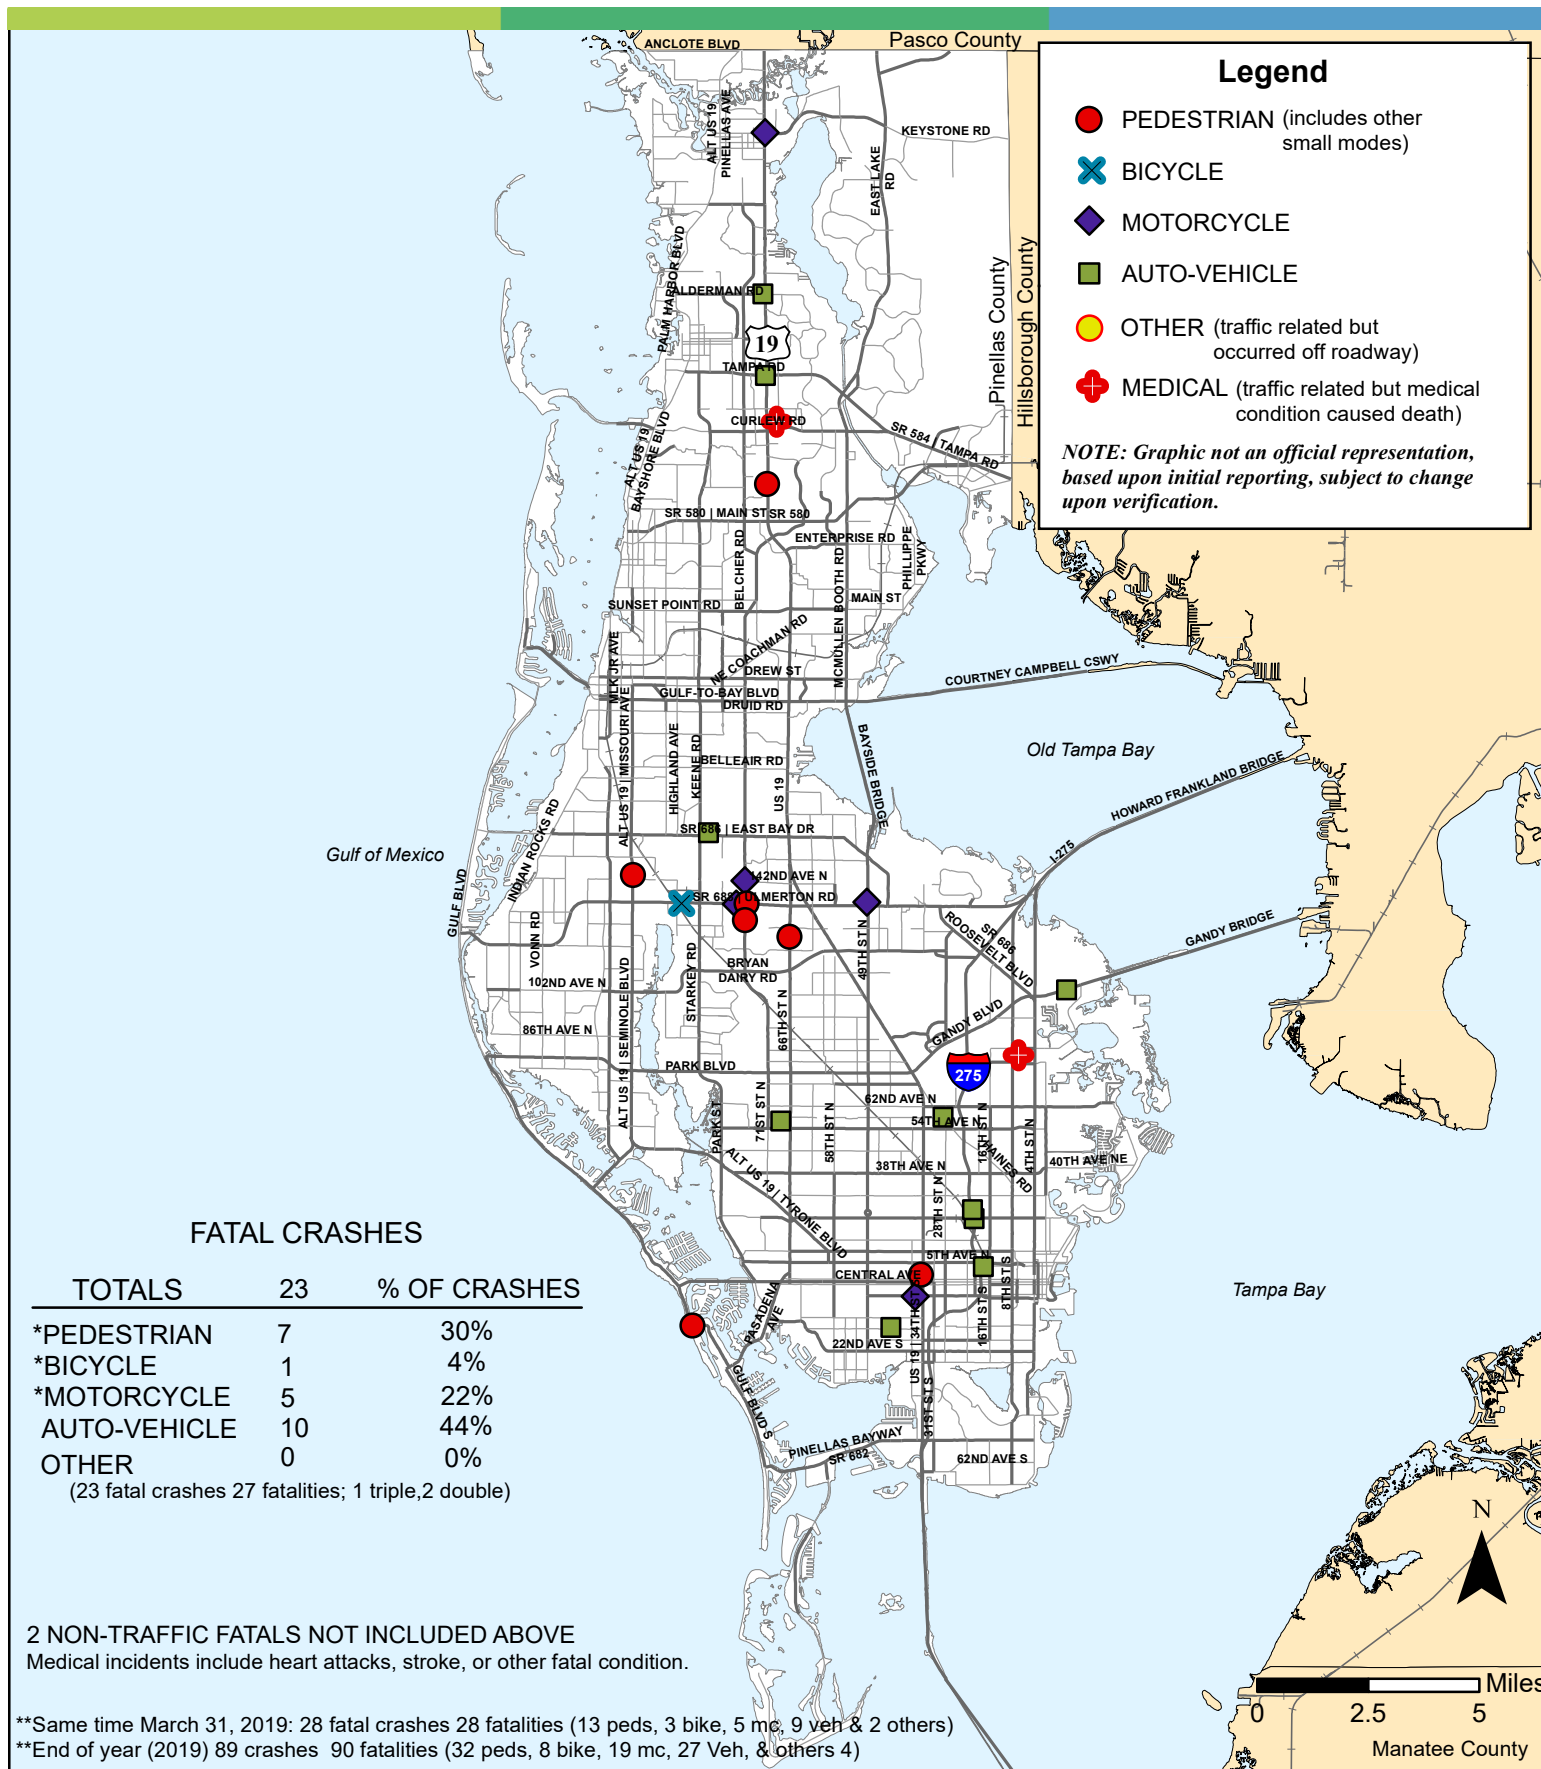 ANCLOTE BLVD
Pasco County
Legend
PEDESTRIAN (includes other
small modes)
BICYCLE
MOTORCYCLE
AUTO-VEHICLE
OTHER (traffic related but
occurred off roadway)
MEDICAL (traffic related but medical
condition caused death)
NOTE: Graphic not an official representation,
based upon initial reporting, subject to change
upon verification.
Pinellas County
Hillsborough County
ALT US 19
PINELLAS AVE
KEYSTONE RD
EAST LAKE
RD
PALM HARBOR BLVD
ALDERMAN RD
19
TAMPA RD
CURLEW RD
SR 584 | TAMPA RD
ALT US 19
BAYSHORE BLVD
SR 580 | MAIN ST
SR 580
ENTERPRISE RD
BELCHER RD
MCMULLEN BOOTH RD
PHILLIPPE
PKWY
MAIN ST
SUNSET POINT RD
NE COACHMAN RD
MLK JR AVE
DREW ST
COURTNEY CAMPBELL CSWY
GULF-TO-BAY BLVD
DRUID RD
ALT US 19 | MISSOURI AVE
HIGHLAND AVE
KEENE RD
BELLEAIR RD
US 19
BAYSIDE BRIDGE
Old Tampa Bay
HOWARD FRANKLAND BRIDGE
I-275
INDIAN ROCKS RD
SR 686 | EAST BAY DR
Gulf of Mexico
GULF BLVD
142ND AVE N
SR 688 | ULMERTON RD
VONN RD
49TH ST N
SR 686
ROOSEVELT BLVD
GANDY BRIDGE
BRYAN
DAIRY RD
102ND AVE N
STARKEY RD
86TH AVE N
ALT US 19 | SEMINOLE BLVD
66TH ST N
GANDY BLVD
PARK BLVD
275
62ND AVE N
PARK ST
71ST ST N
58TH ST N
54TH AVE N
16TH ST N
4TH ST N
HAINES RD
40TH AVE NE
38TH AVE N
ALT US 19 | TYRONE BLVD
28TH ST N
5TH AVE N
CENTRAL AVE
PASADENA
AVE
US 19 | 34TH ST S
16TH ST S
8TH ST S
22ND AVE S
GULF BLVD S
31ST ST S
PINELLAS BAYWAY
SR 682
62ND AVE S
Tampa Bay
FATAL CRASHES
TOTALS 23 % OF CRASHES
*PEDESTRIAN 7 30%
*BICYCLE 1 4%
*MOTORCYCLE 5 22%
AUTO-VEHICLE 10 44%
OTHER 0 0%
(23 fatal crashes 27 fatalities; 1 triple,2 double)
2 NON-TRAFFIC FATALS NOT INCLUDED ABOVE
Medical incidents include heart attacks, stroke, or other fatal condition.
**Same time March 31, 2019: 28 fatal crashes 28 fatalities (13 peds, 3 bike, 5 mc, 9 veh & 2 others)
**End of year (2019) 89 crashes 90 fatalities (32 peds, 8 bike, 19 mc, 27 Veh, & others 4)
N
Miles
0 2.5 5
Manatee County